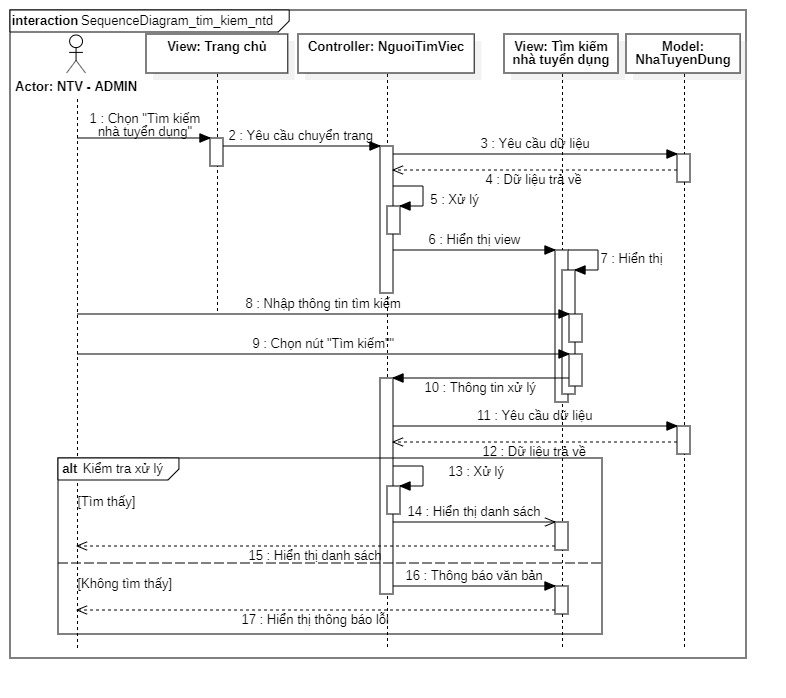 interaction SequenceDiagram_tim_kiem_ntd
View: Trang chủ
Controller: NguoiTimViec
View: Tìm kiếm
nhà tuyển dụng
Model:
NhaTuyenDung
Actor: NTV - ADMIN
1 : Chọn "Tìm kiếm
nhà tuyển dụng"
2 : Yêu cầu chuyển trang
3 : Yêu cầu dữ liệu
4 : Dữ liệu trả về
5 : Xử lý
6 : Hiển thị view
7 : Hiển thị
8 : Nhập thông tin tìm kiếm
9 : Chọn nút "Tìm kiếm""
10 : Thông tin xử lý
11 : Yêu cầu dữ liệu
12 : Dữ liệu trả về
alt Kiểm tra xử lý
13 : Xử lý
[Tìm thấy]
14 : Hiển thị danh sách
15 : Hiển thị danh sách
[Không tìm thấy]
16 : Thông báo văn bản
17 : Hiển thị thông báo lỗi